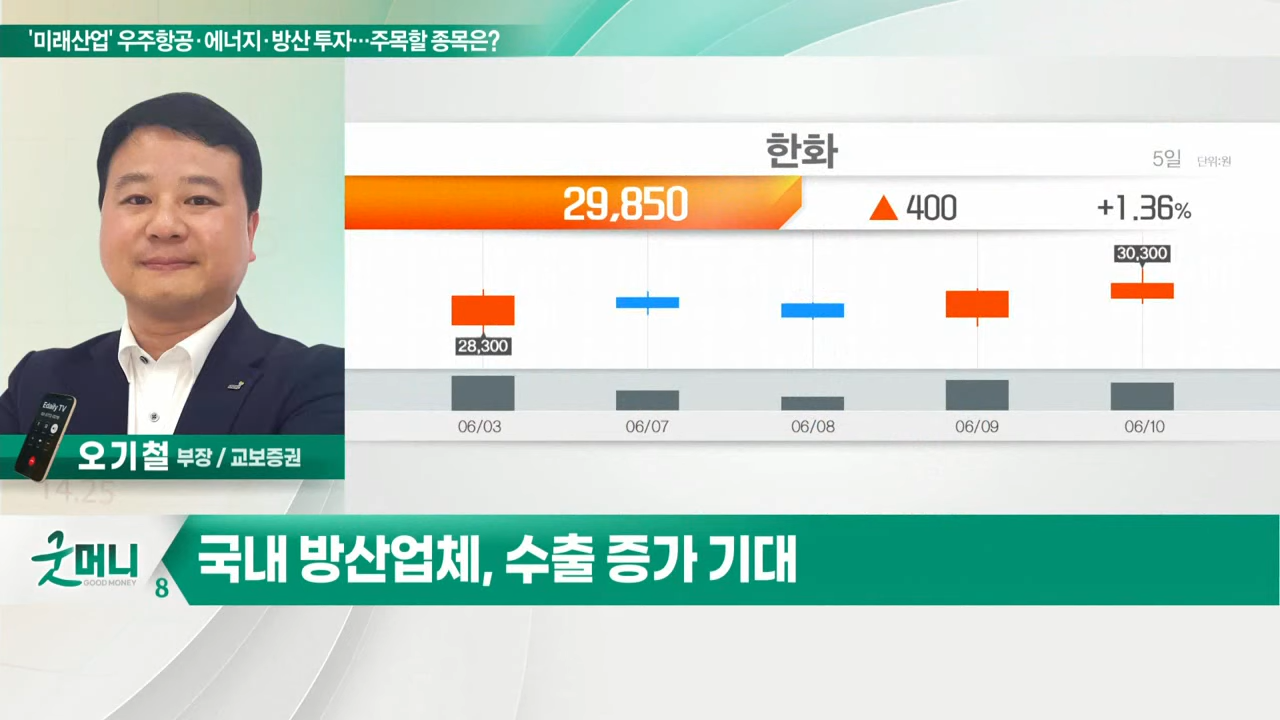 '미래산업' 우주항공·에너지·방산 투자…주목할 종목은?
한화
5일 단위:원
29,850 ▲ 400 +1.36%
30,300
28,300
06/03 06/07 06/08 06/09 06/10
Edaily TV
오기철 부장 / 교보증권
14.25
굿머니
GOOD MONEY
8
국내 방산업체, 수출 증가 기대